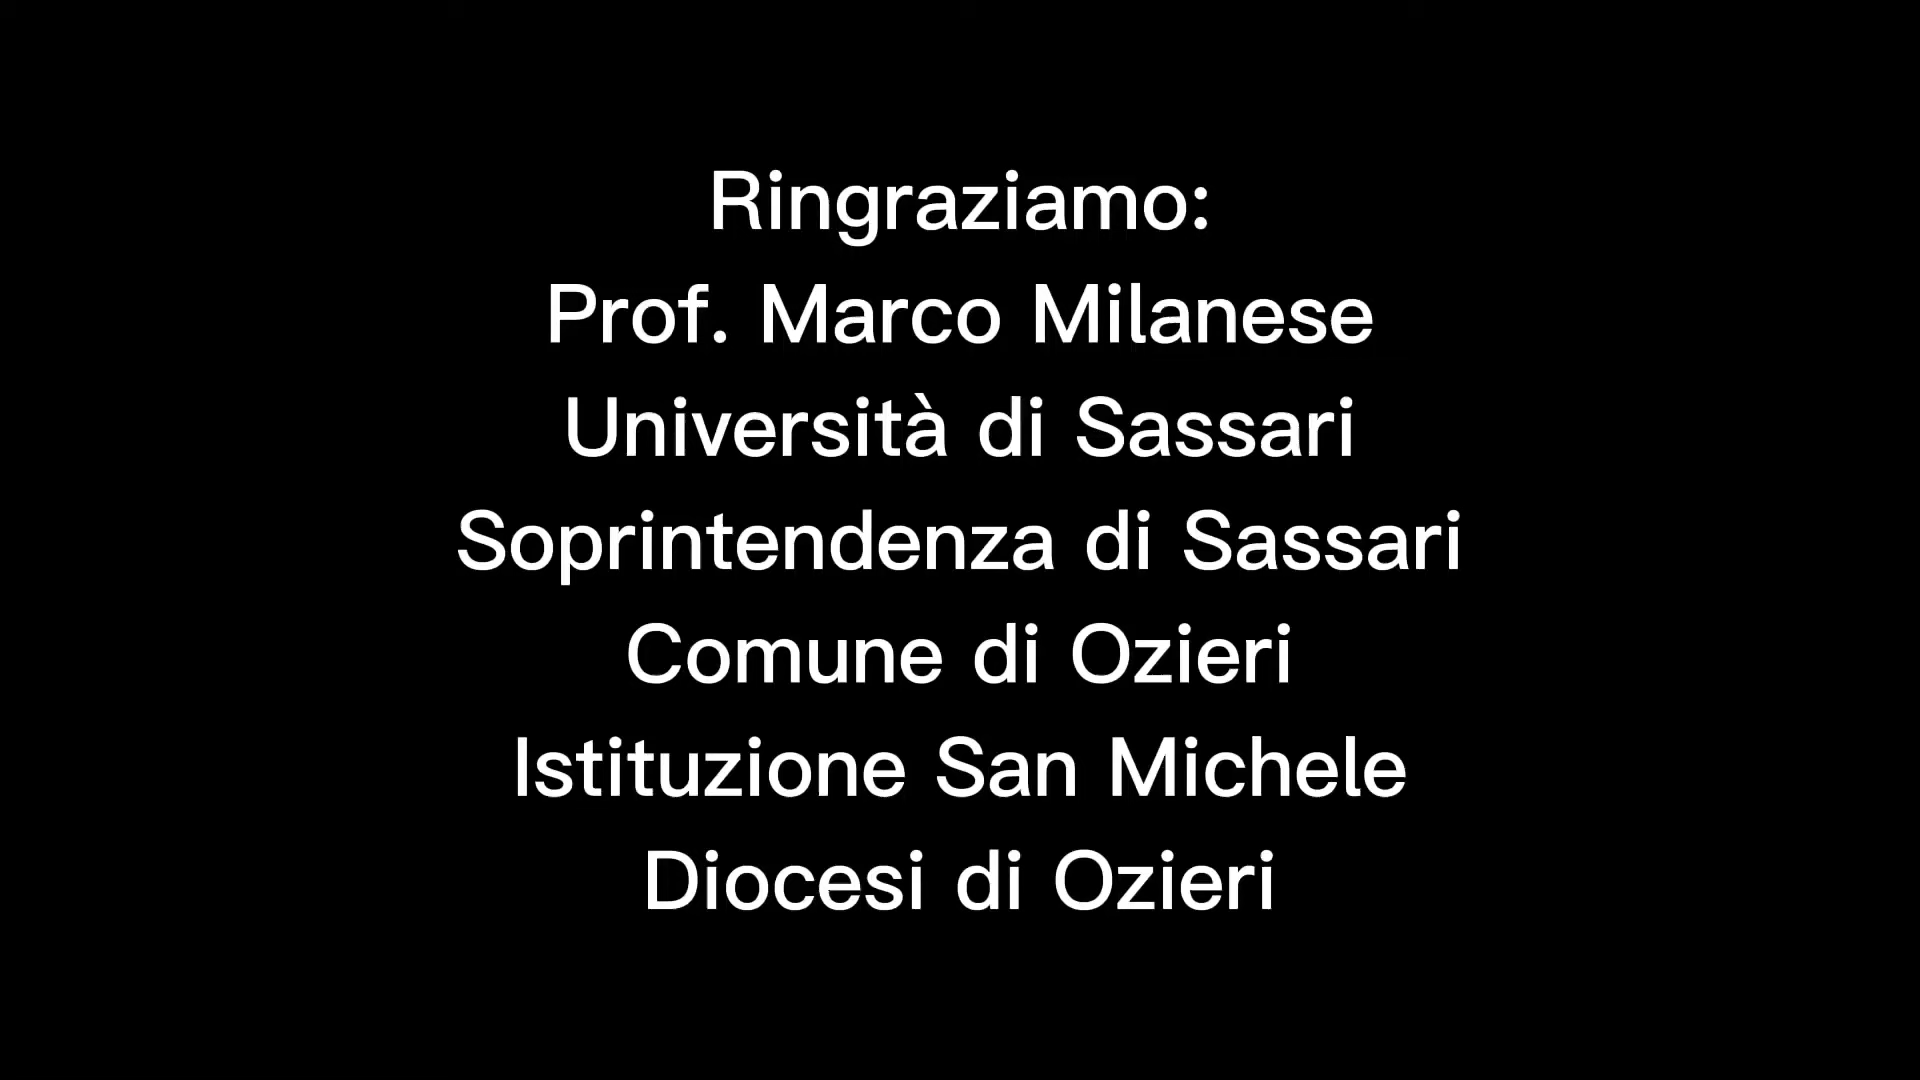 Ringraziamo:
Prof. Marco Milanese
Università di Sassari
Soprintendenza di Sassari
Comune di Ozieri
Istituzione San Michele
Diocesi di Ozieri